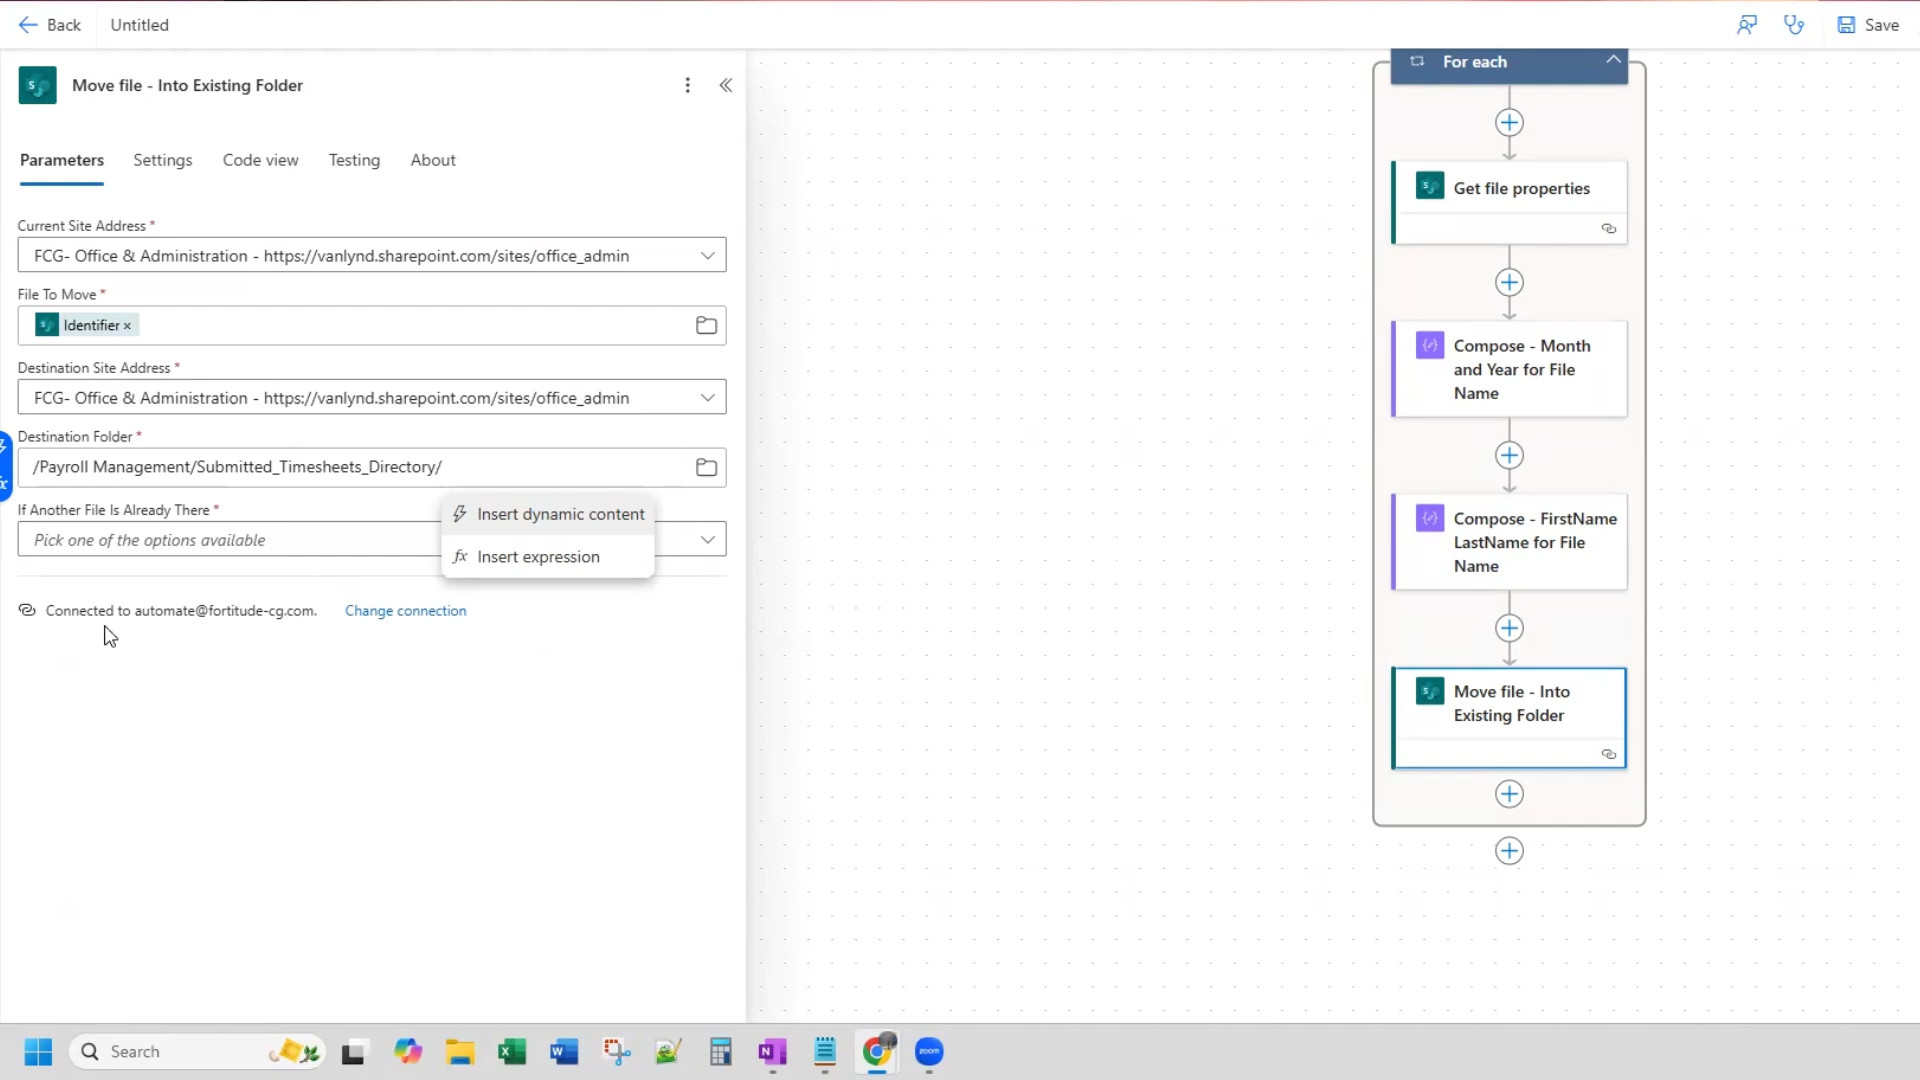 Back
Untitled
Save
Move file - Into Existing Folder
Parameters
Settings
Code view
Testing
About
Current Site Address *
FCG- Office & Administration - https://vanlynd.sharepoint.com/sites/office_admin
File To Move *
Identifier ×
Destination Site Address *
FCG- Office & Administration - https://vanlynd.sharepoint.com/sites/office_admin
Destination Folder *
/Payroll Management/Submitted_Timesheets_Directory/
If Another File Is Already There *
Pick one of the options available
Insert dynamic content
fx Insert expression
Connected to automate@fortitude-cg.com.
Change connection
For each
Get file properties
Compose - Month
and Year for File
Name
Compose - FirstName
LastName for File
Name
Move file - Into
Existing Folder
Search
zoom